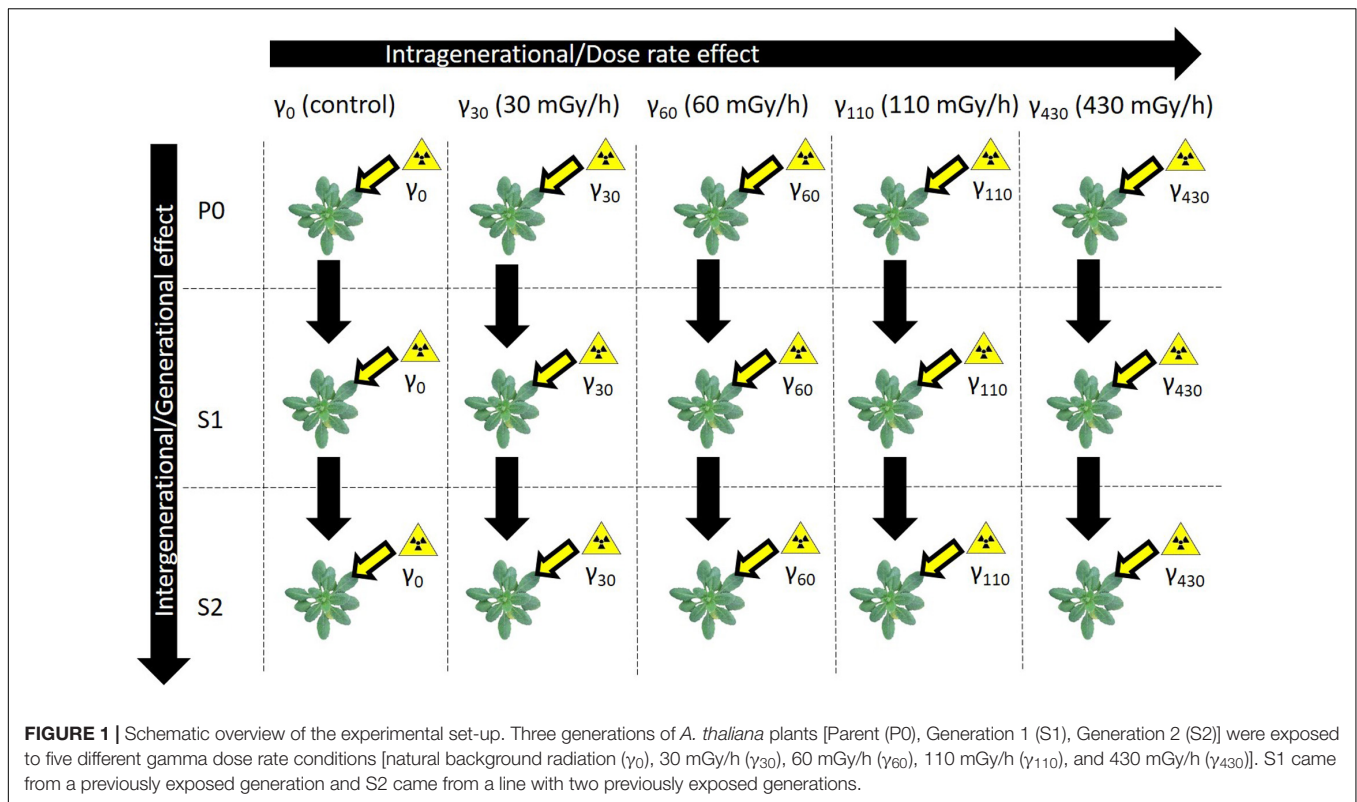 Intragenerational/Dose rate effect
γ₀ (control) γ₃₀ (30 mGy/h) γ₆₀ (60 mGy/h) γ₁₁₀ (110 mGy/h) γ₄₃₀ (430 mGy/h)
Intergenerational/Generational effect
P0
γ₀ γ₃₀ γ₆₀ γ₁₁₀ γ₄₃₀
S1
γ₀ γ₃₀ γ₆₀ γ₁₁₀ γ₄₃₀
S2
γ₀ γ₃₀ γ₆₀ γ₁₁₀ γ₄₃₀
FIGURE 1 | Schematic overview of the experimental set-up. Three generations of A. thaliana plants [Parent (P0), Generation 1 (S1), Generation 2 (S2)] were exposed
to five different gamma dose rate conditions [natural background radiation (γ₀), 30 mGy/h (γ₃₀), 60 mGy/h (γ₆₀), 110 mGy/h (γ₁₁₀), and 430 mGy/h (γ₄₃₀)]. S1 came
from a previously exposed generation and S2 came from a line with two previously exposed generations.